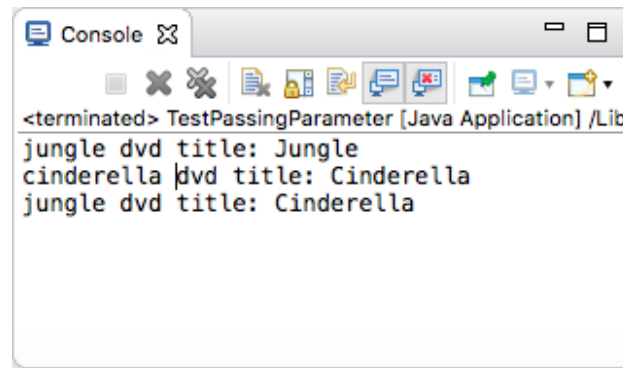 Console
<terminated> TestPassingParameter [Java Application] /Lib
jungle dvd title: Jungle
cinderella dvd title: Cinderella
jungle dvd title: Cinderella